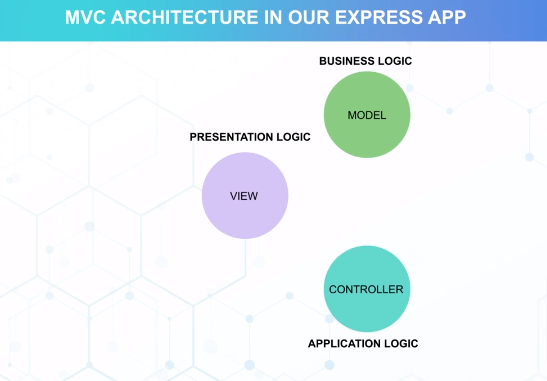 MVC ARCHITECTURE IN OUR EXPRESS APP
BUSINESS LOGIC
MODEL
PRESENTATION LOGIC
VIEW
CONTROLLER
APPLICATION LOGIC